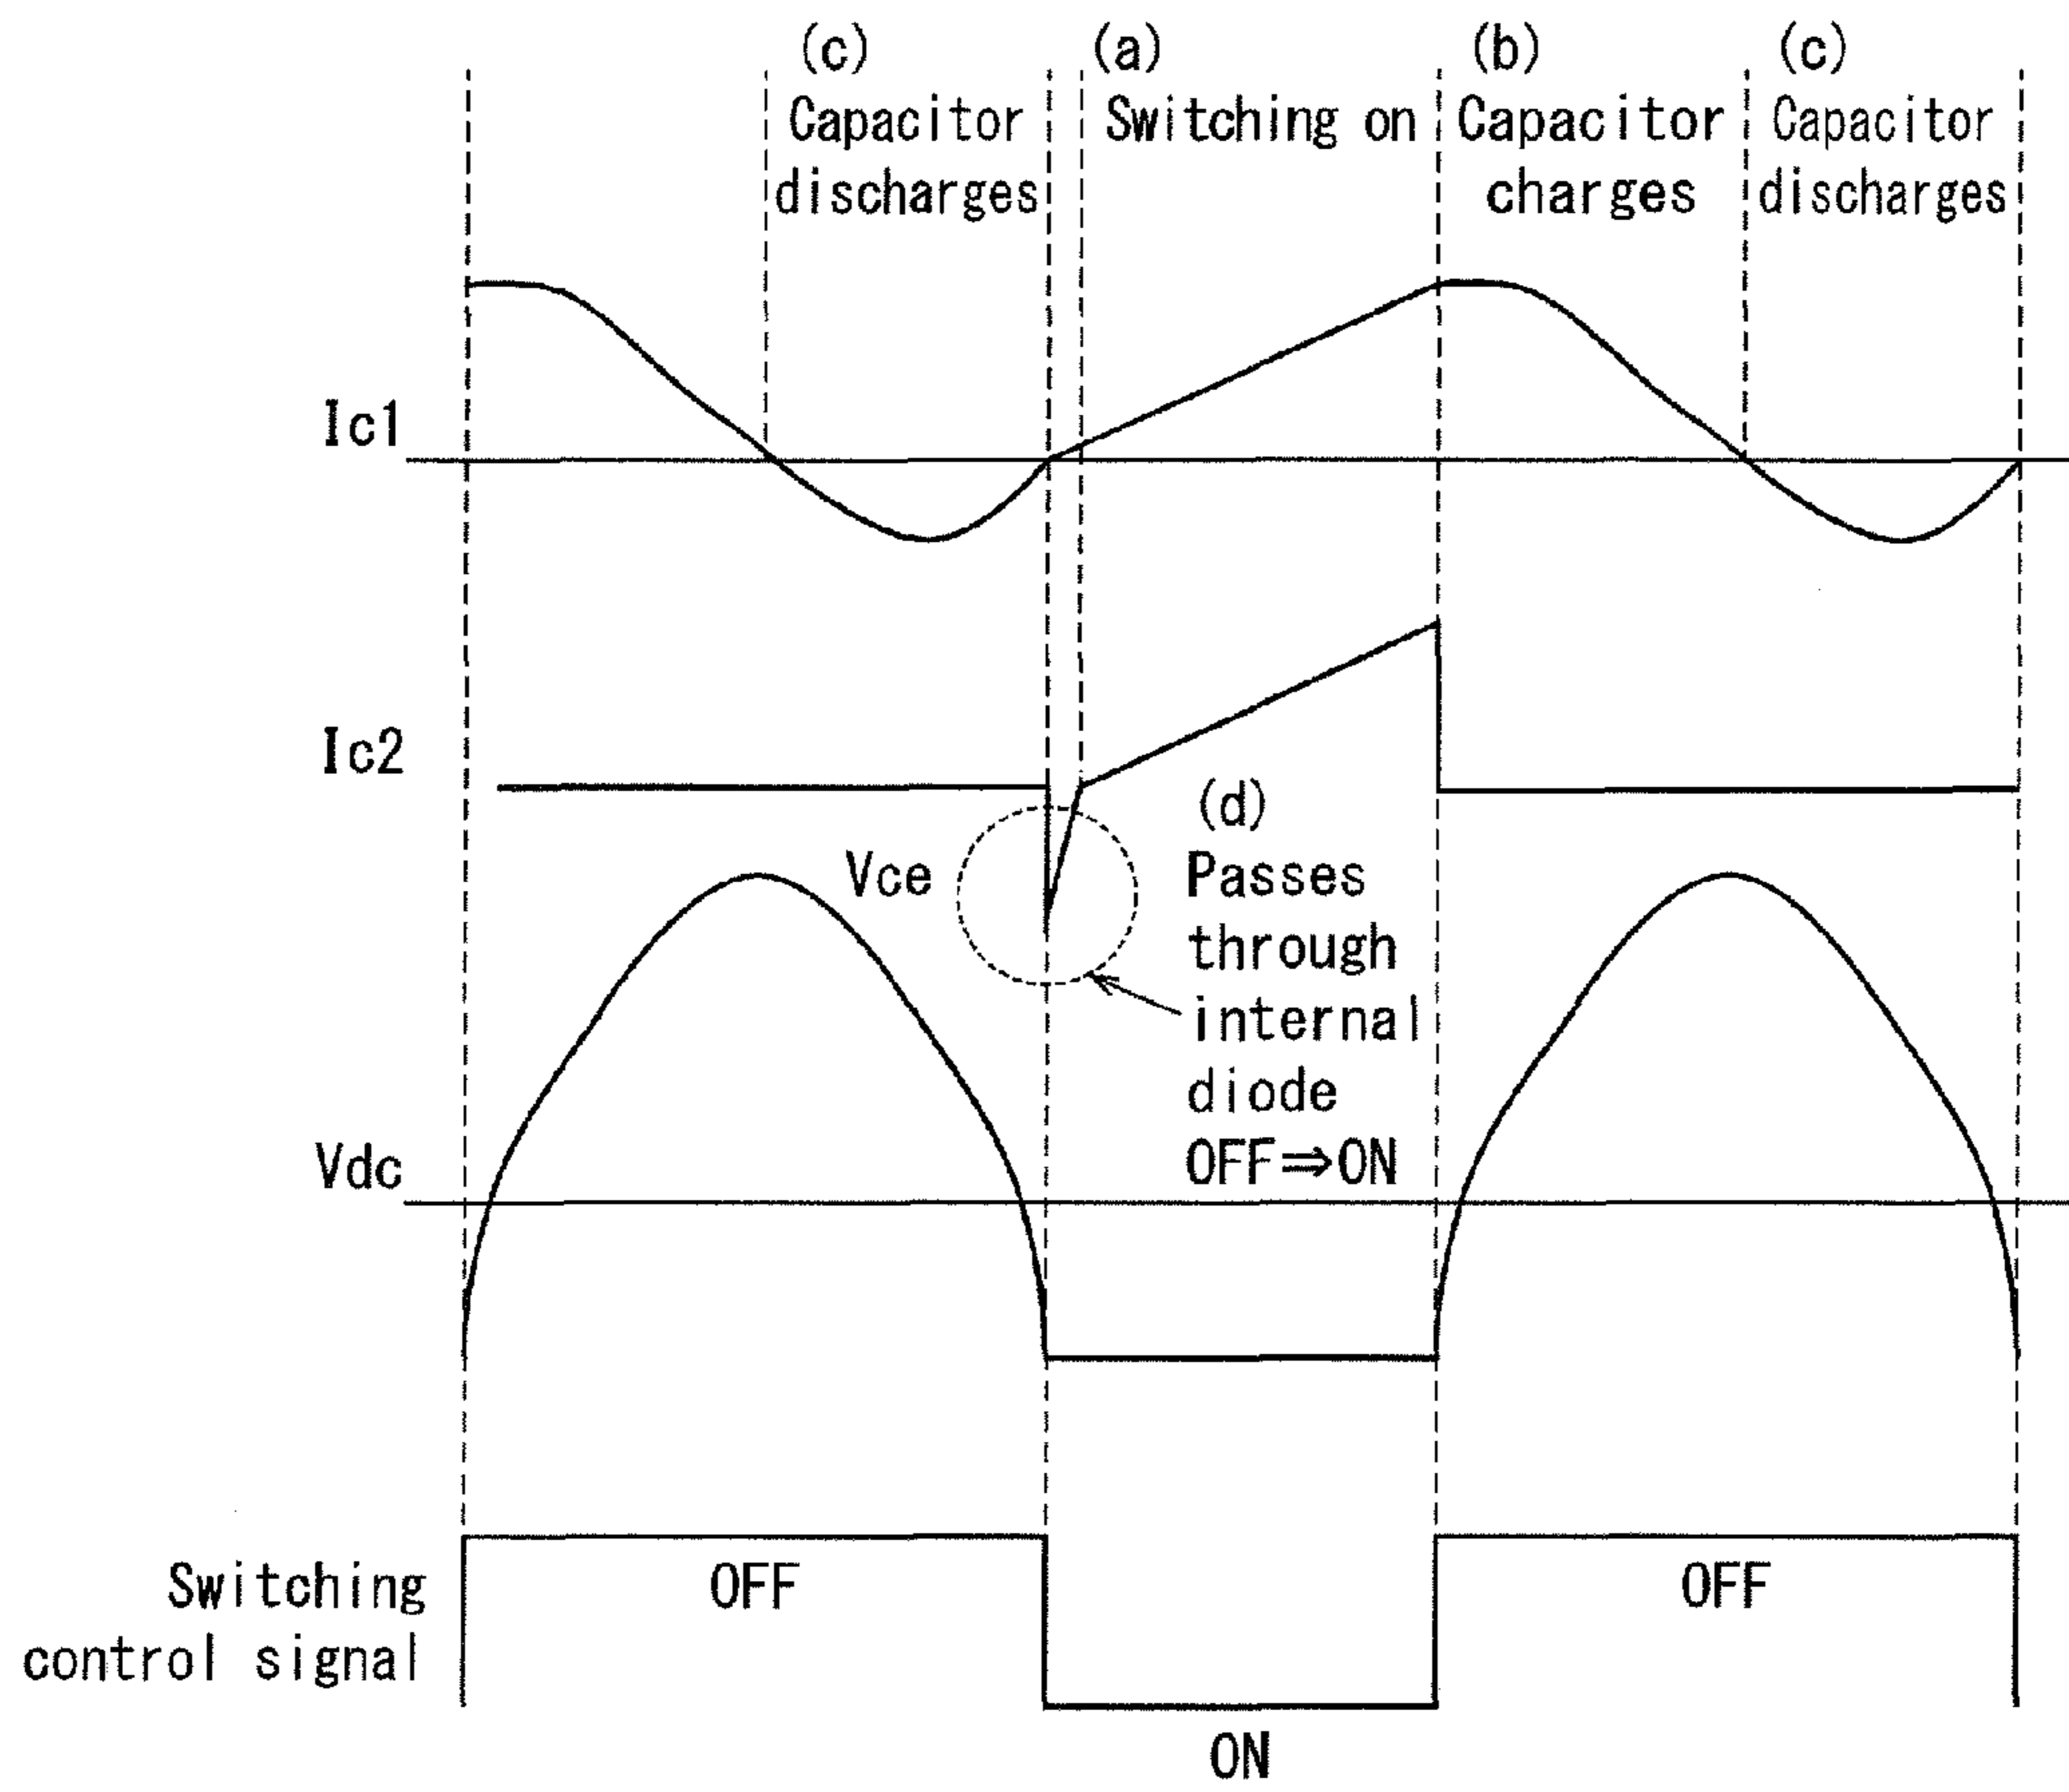 (c)
(a)
(b)
(c)
Capacitor
discharges
Switching on
Capacitor
charges
Capacitor
discharges
Ic1
Ic2
(d)
Passes
through
internal
diode
OFF⇒ON
Vce
Vdc
Switching
control signal
OFF
ON
OFF